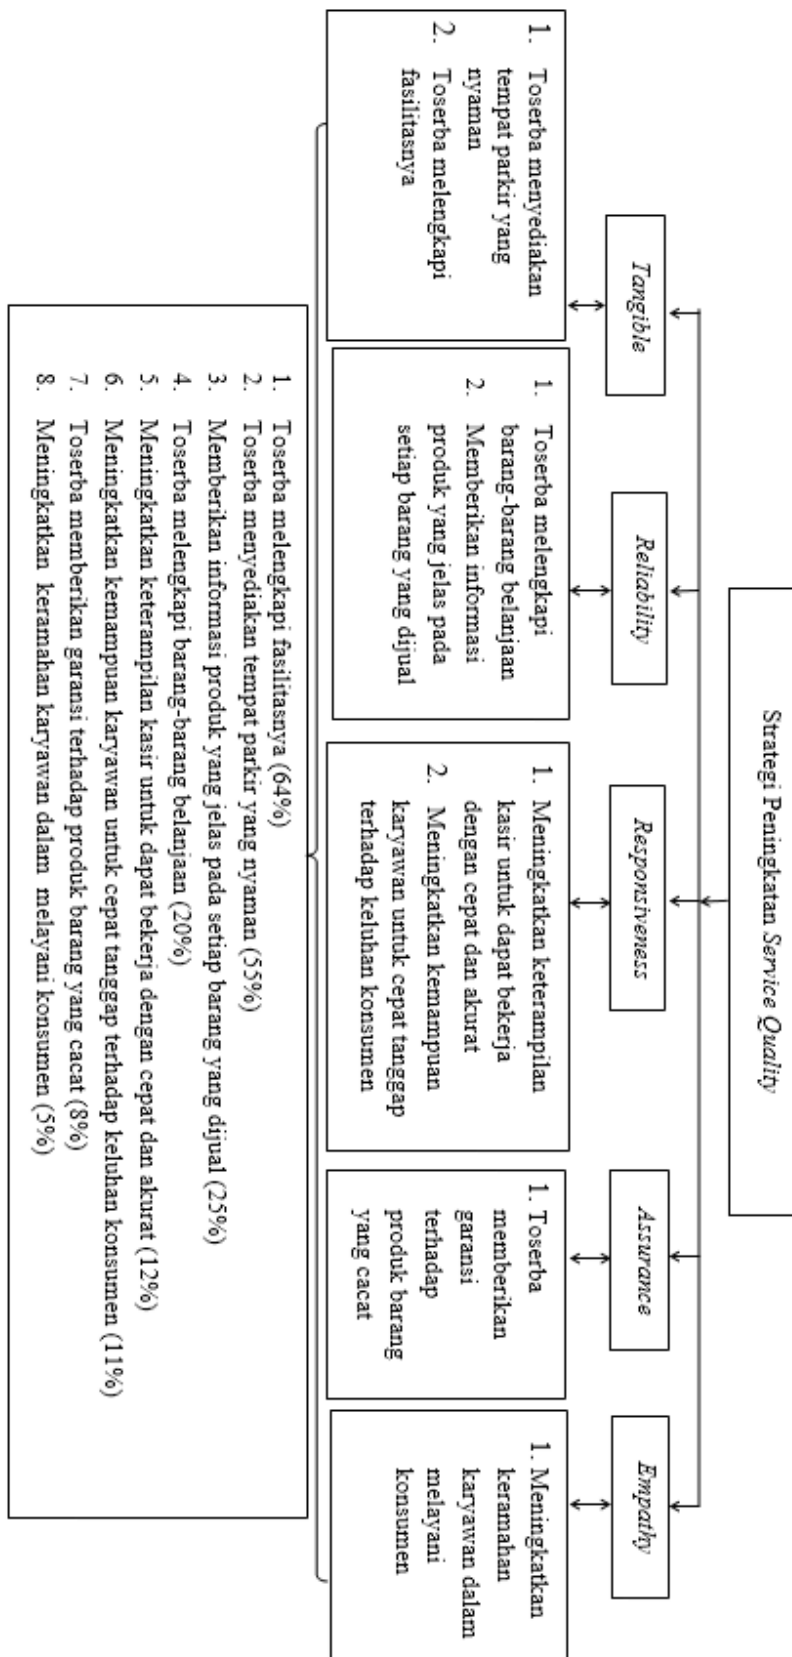 Strategi Peningkatan Service Quality
Tangible
Reliability
Responsiveness
Assurance
Empathy
1. Toserba menyediakan
tempat parkir yang
nyaman
2. Toserba melengkapi
fasilitasnya
1. Toserba melengkapi
barang-barang belanjaan
2. Memberikan informasi
produk yang jelas pada
setiap barang yang dijual
1. Meningkatkan keterampilan
kasir untuk dapat bekerja
dengan cepat dan akurat
2. Meningkatkan kemampuan
karyawan untuk cepat tanggap
terhadap keluhan konsumen
1. Toserba
memberikan
garansi
terhadap
produk barang
yang cacat
1. Meningkatkan
keramahan
karyawan dalam
melayani
konsumen
1. Toserba melengkapi fasilitasnya (64%)
2. Toserba menyediakan tempat parkir yang nyaman (55%)
3. Memberikan informasi produk yang jelas pada setiap barang yang dijual (25%)
4. Toserba melengkapi barang-barang belanjaan (20%)
5. Meningkatkan keterampilan kasir untuk dapat bekerja dengan cepat dan akurat (12%)
6. Meningkatkan kemampuan karyawan untuk cepat tanggap terhadap keluhan konsumen (11%)
7. Toserba memberikan garansi terhadap produk barang yang cacat (8%)
8. Meningkatkan keramahan karyawan dalam melayani konsumen (5%)